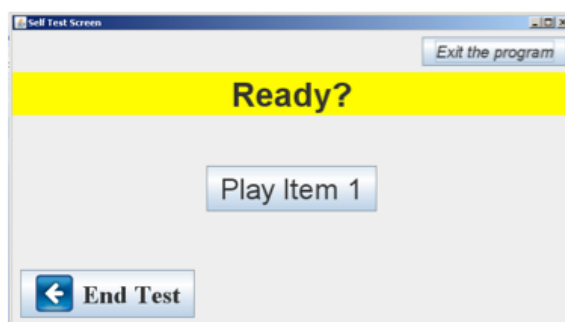 Self Test Screen
Exit the program
Ready?
Play Item 1
End Test